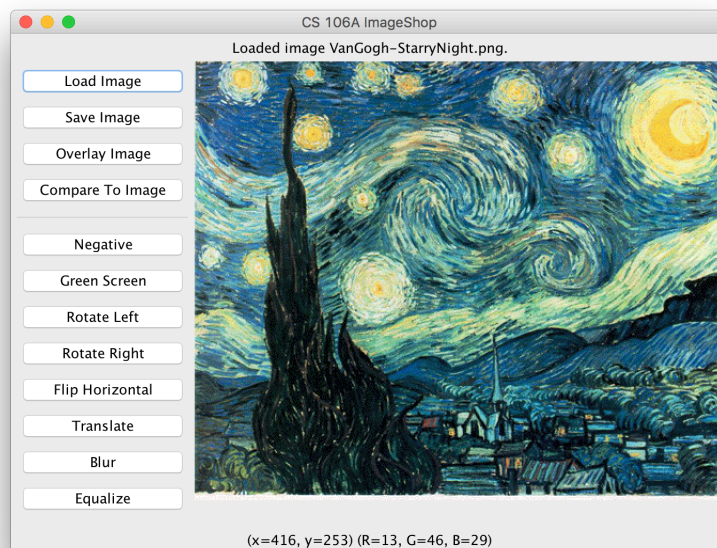 CS 106A ImageShop
Loaded image VanGogh-StarryNight.png.
Load Image
Save Image
Overlay Image
Compare To Image
Negative
Green Screen
Rotate Left
Rotate Right
Flip Horizontal
Translate
Blur
Equalize
(x=416, y=253) (R=13, G=46, B=29)